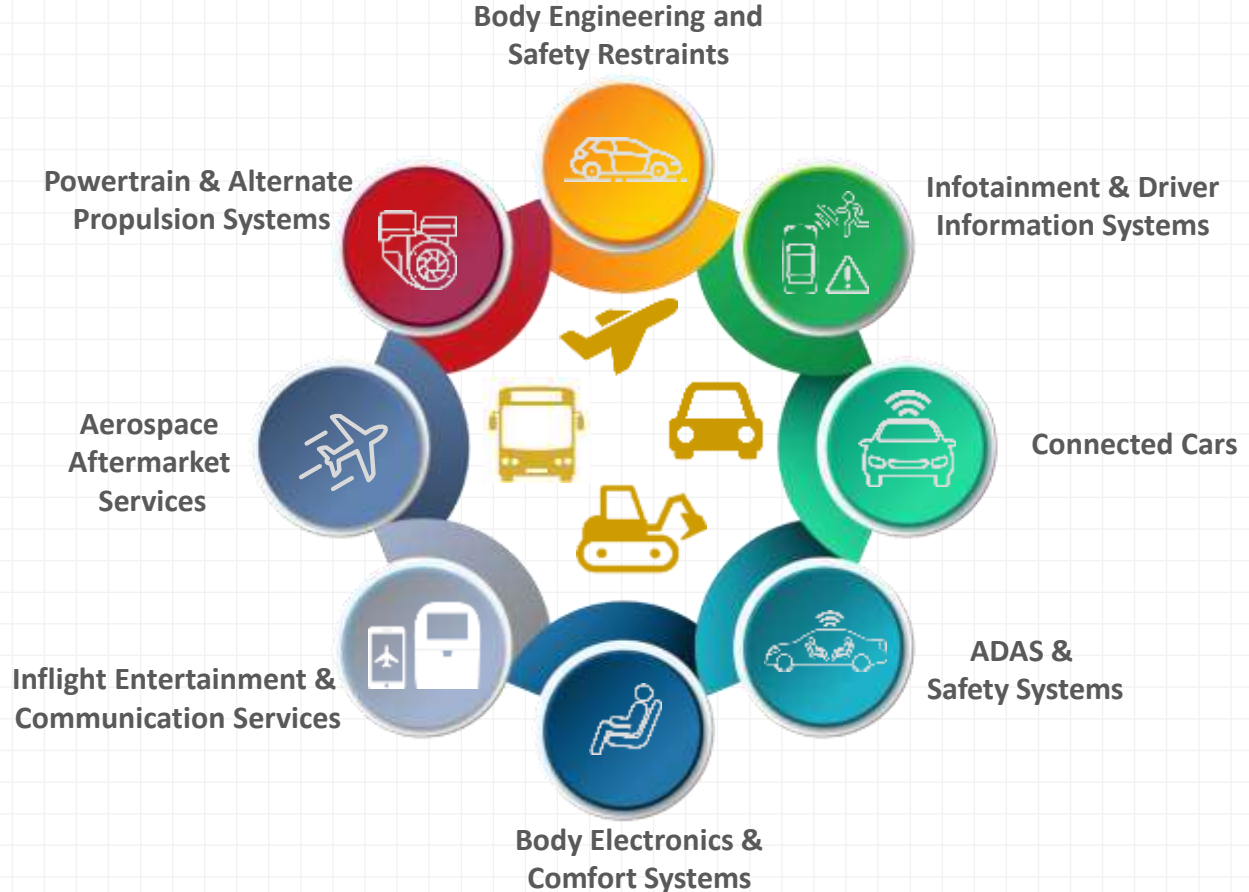 Body Engineering and
Safety Restraints
Powertrain & Alternate
Propulsion Systems
Infotainment & Driver
Information Systems
Aerospace
Aftermarket
Services
Connected Cars
Inflight Entertainment &
Communication Services
ADAS &
Safety Systems
Body Electronics &
Comfort Systems